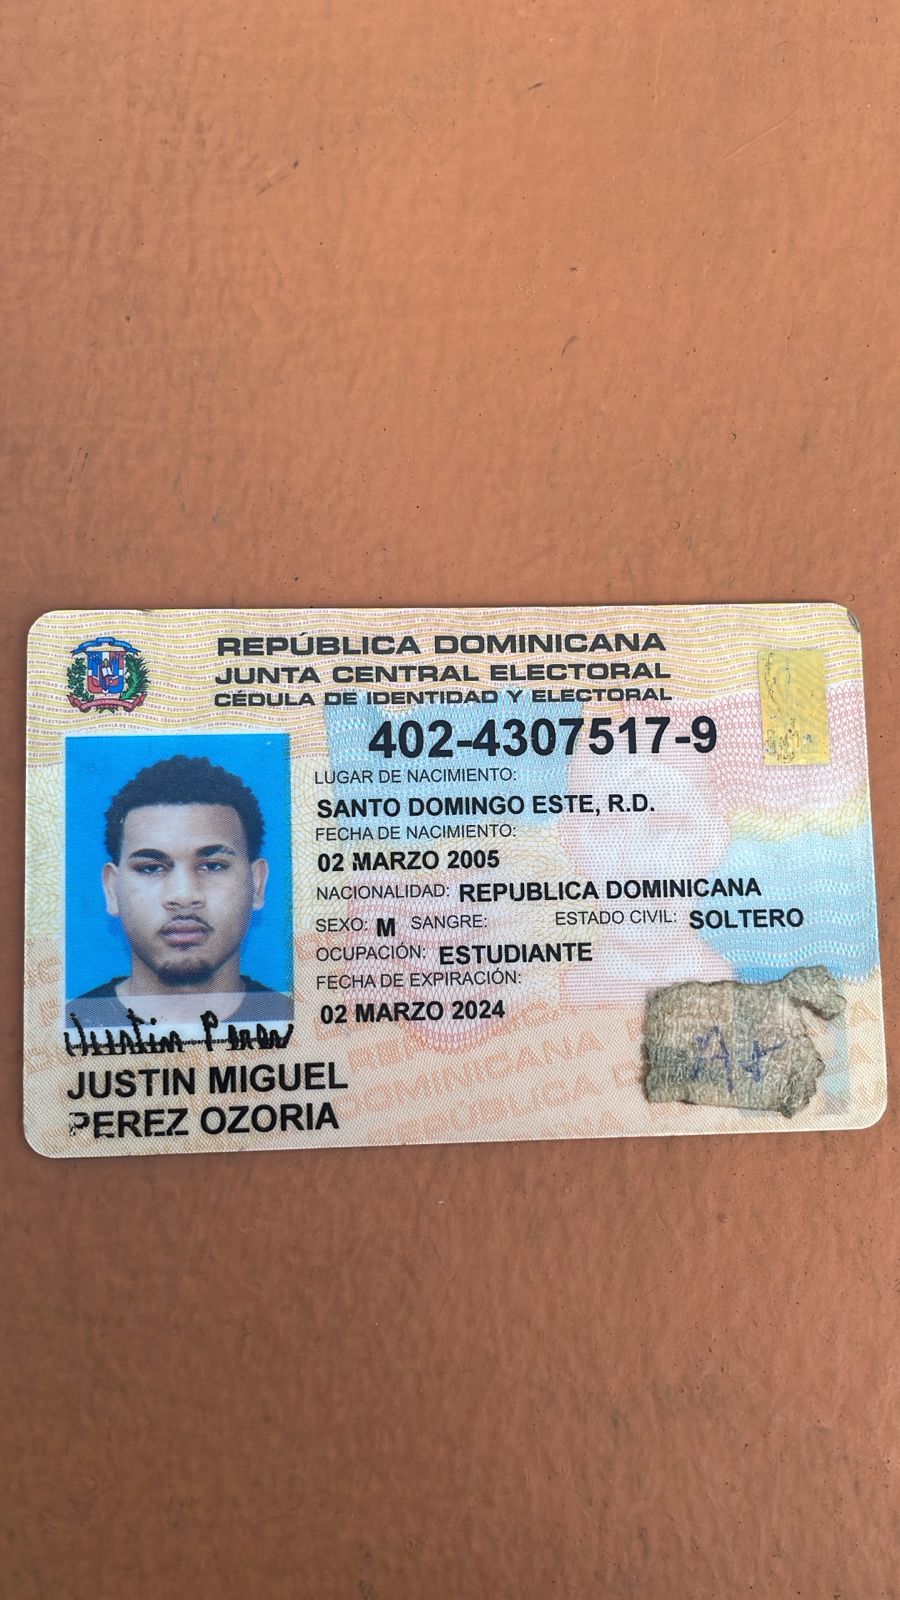 REPÚBLICA DOMINICANA
JUNTA CENTRAL ELECTORAL
CÉDULA DE IDENTIDAD Y ELECTORAL
402-4307517-9
LUGAR DE NACIMIENTO:
SANTO DOMINGO ESTE, R.D.
FECHA DE NACIMIENTO:
02 MARZO 2005
NACIONALIDAD: REPUBLICA DOMINICANA
SEXO: M SANGRE: ESTADO CIVIL: SOLTERO
OCUPACIÓN: ESTUDIANTE
FECHA DE EXPIRACIÓN:
02 MARZO 2024
JUSTIN MIGUEL
PEREZ OZORIA